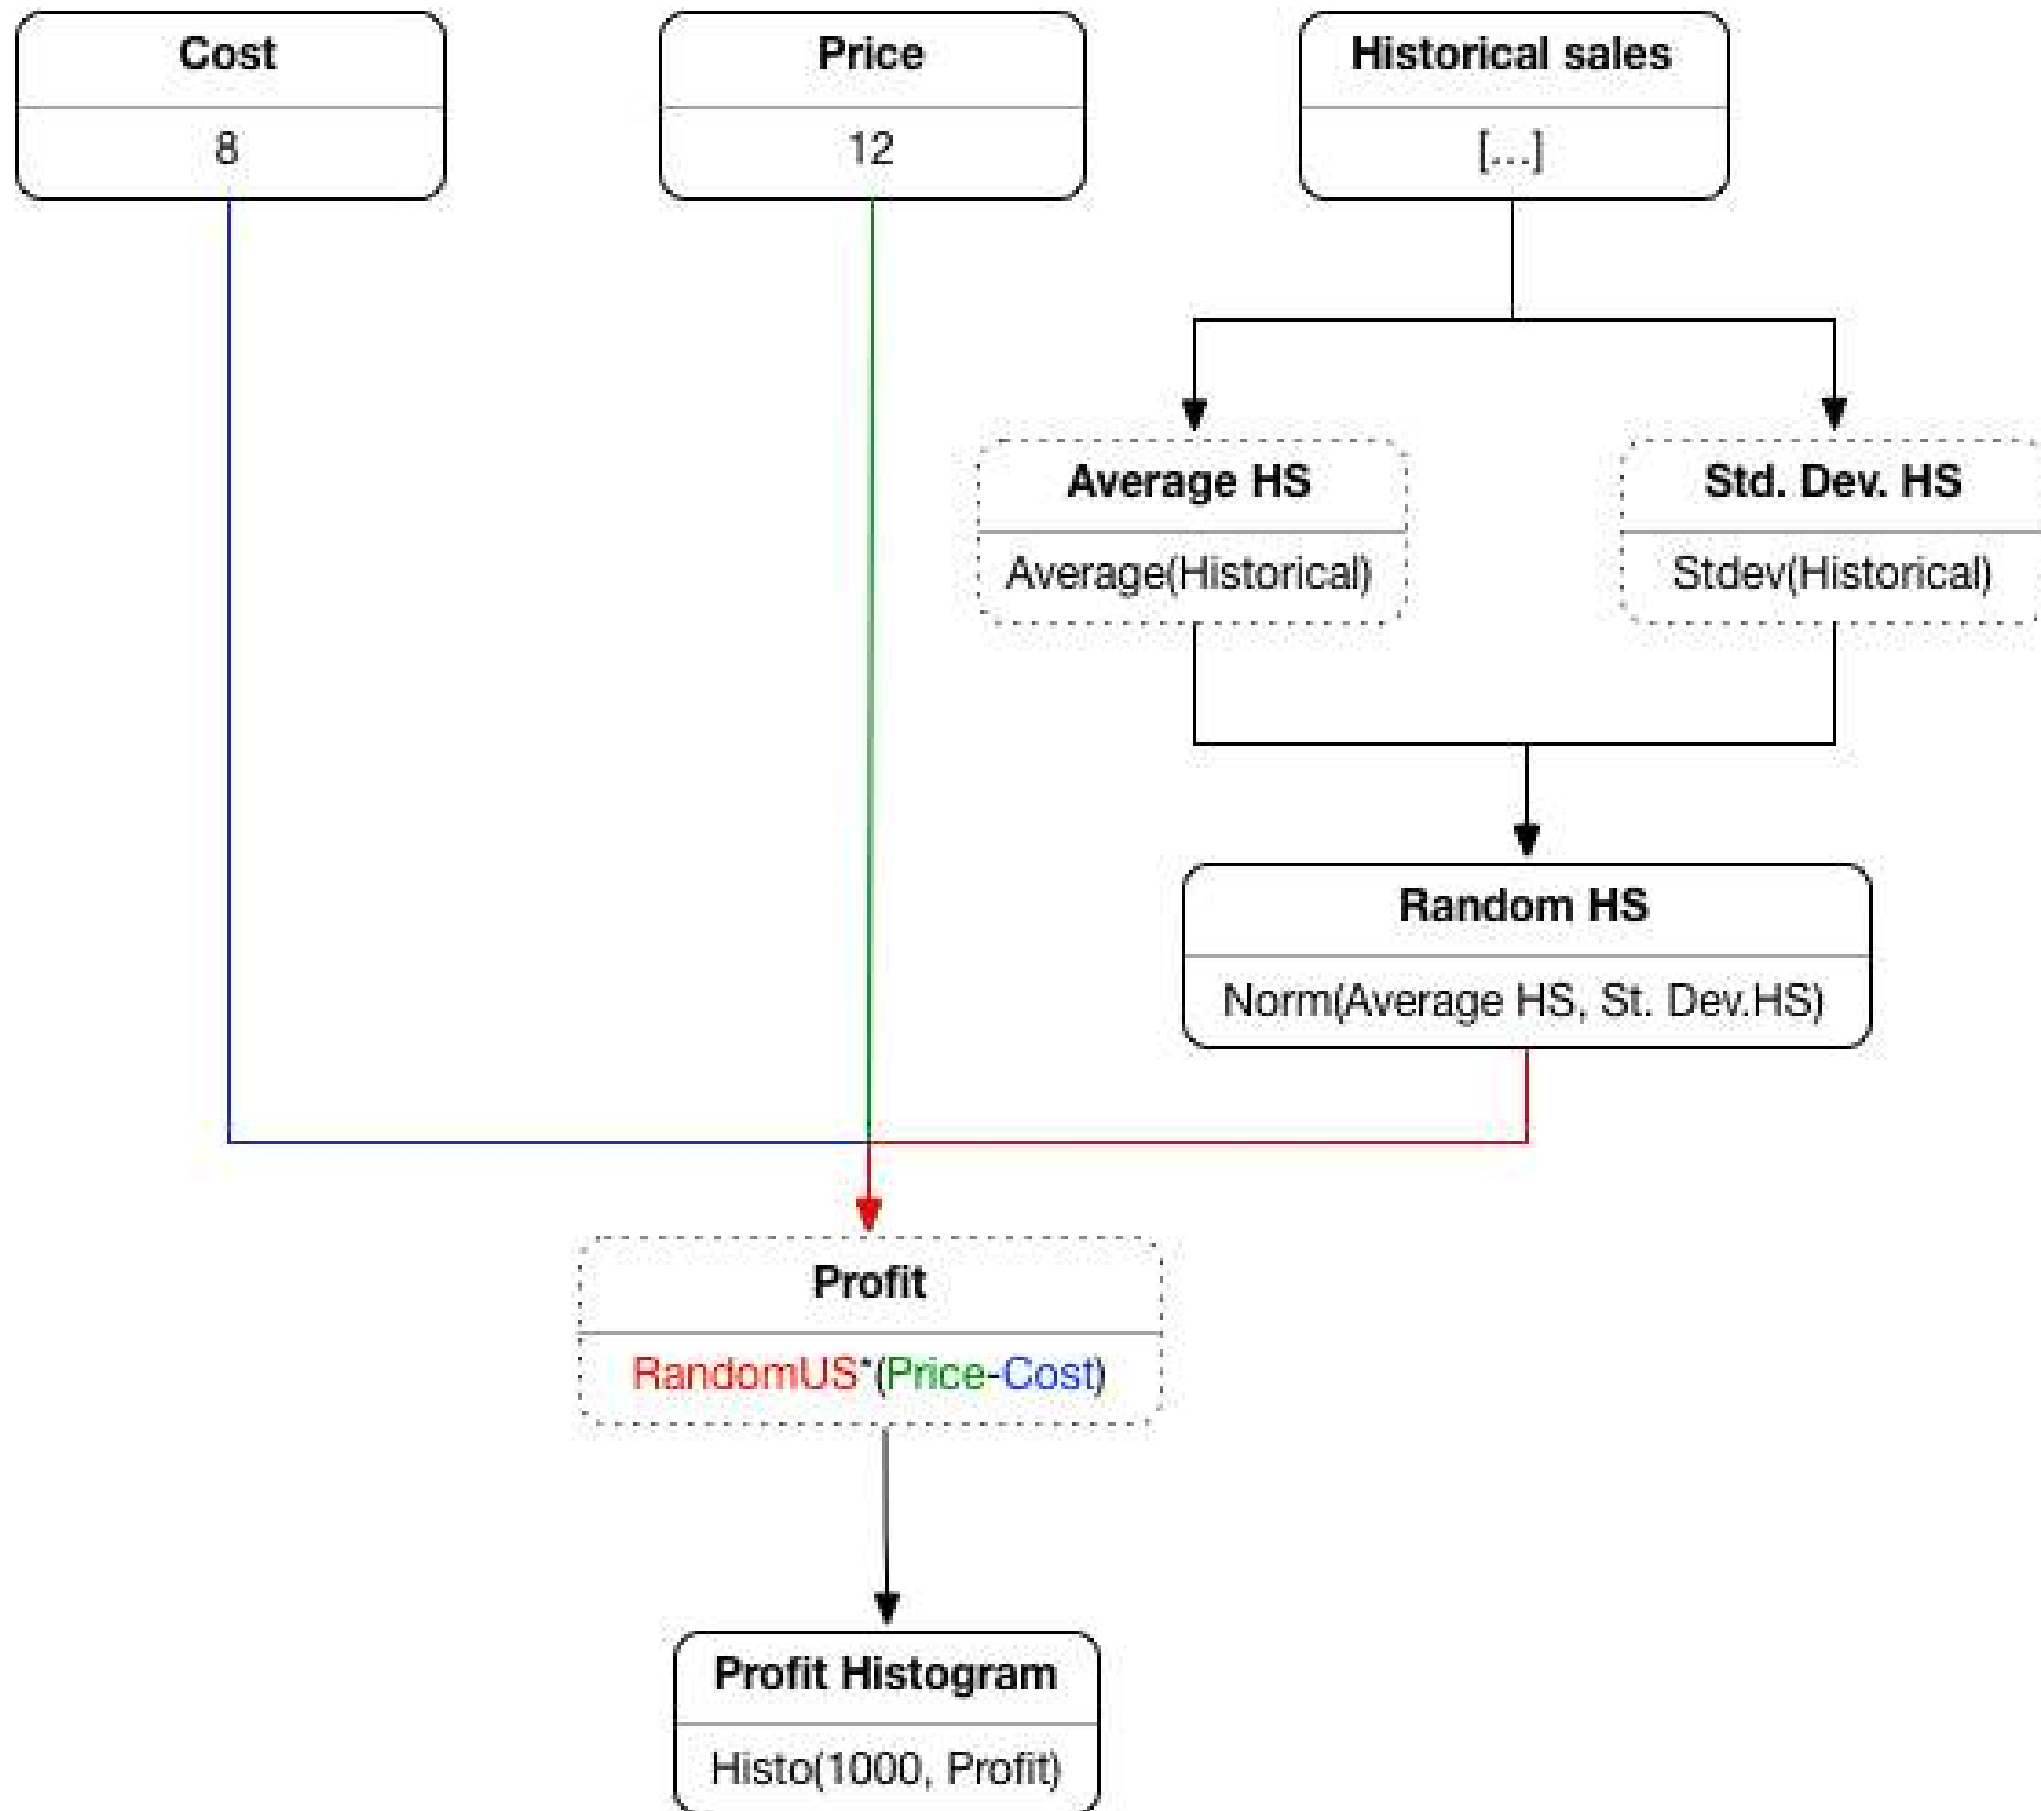 Cost
8
Price
12
Historical sales
[...]
Average HS
Average(Historical)
Std. Dev. HS
Stdev(Historical)
Random HS
Norm(Average HS, St. Dev.HS)
Profit
RandomUS*(Price-Cost)
Profit Histogram
Histo(1000, Profit)